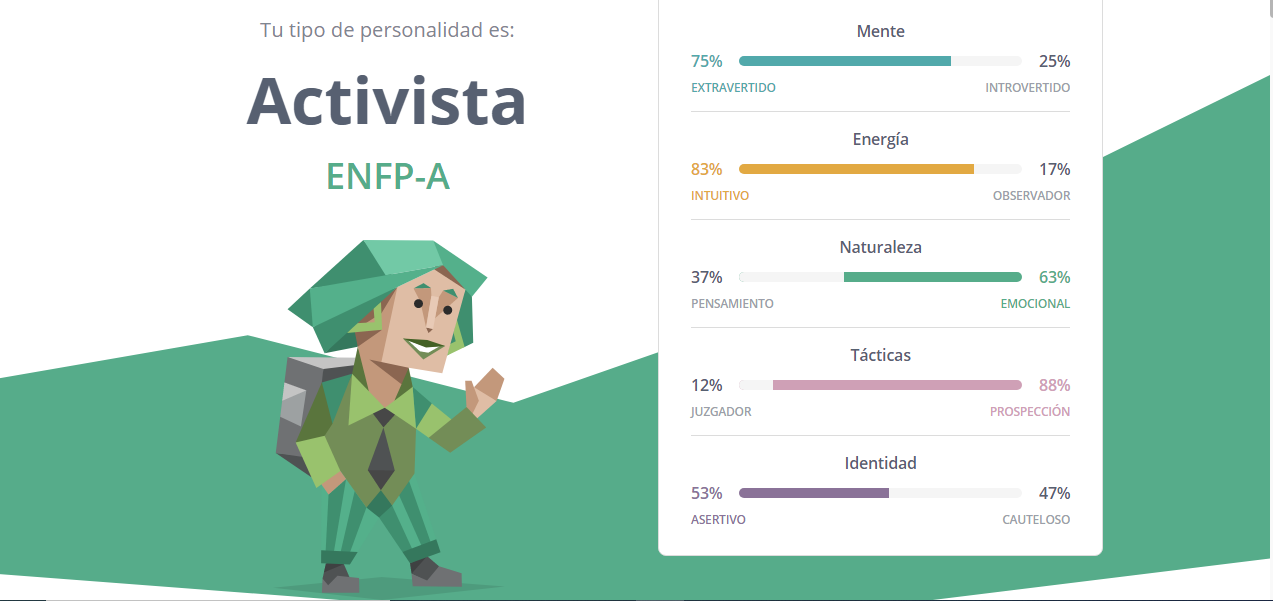 Tu tipo de personalidad es:
Activista
ENFP-A
Mente
75% 25%
EXTRAVERTIDO INTROVERTIDO
Energía
83% 17%
INTUITIVO OBSERVADOR
Naturaleza
37% 63%
PENSAMIENTO EMOCIONAL
Tácticas
12% 88%
JUZGADOR PROSPECCIÓN
Identidad
53% 47%
ASERTIVO CAUTELOSO